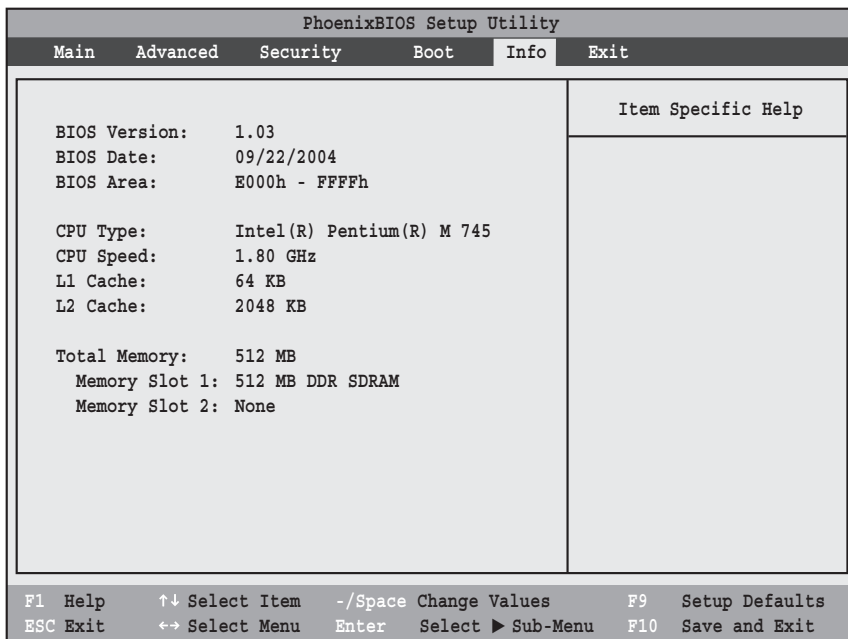 PhoenixBIOS Setup Utility
Main Advanced Security Boot Info Exit
Item Specific Help
BIOS Version: 1.03
BIOS Date: 09/22/2004
BIOS Area: E000h - FFFFh
CPU Type: Intel(R) Pentium(R) M 745
CPU Speed: 1.80 GHz
L1 Cache: 64 KB
L2 Cache: 2048 KB
Total Memory: 512 MB
Memory Slot 1: 512 MB DDR SDRAM
Memory Slot 2: None
F1 Help ↑↓ Select Item -/Space Change Values F9 Setup Defaults
ESC Exit ←→ Select Menu Enter Select ▶ Sub-Menu F10 Save and Exit